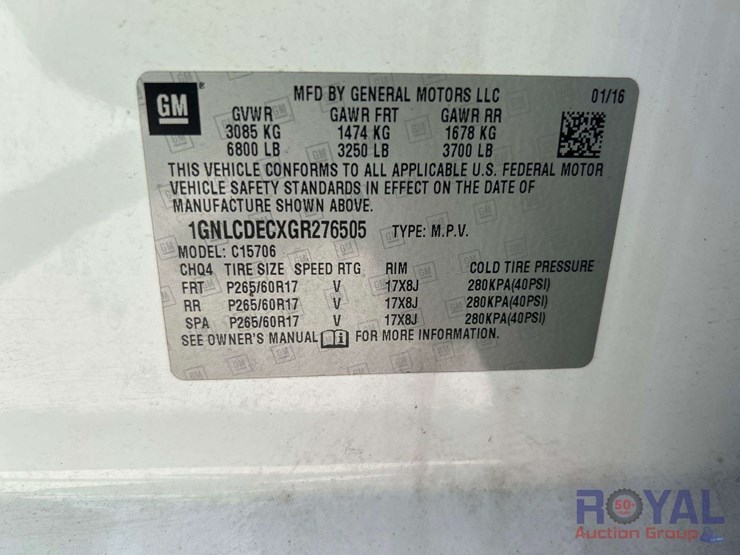 GM
MFD BY GENERAL MOTORS LLC 01/16
GVWR GAWR FRT GAWR RR
3085 KG 1474 KG 1678 KG
6800 LB 3250 LB 3700 LB
THIS VEHICLE CONFORMS TO ALL APPLICABLE U.S. FEDERAL MOTOR
VEHICLE SAFETY STANDARDS IN EFFECT ON THE DATE OF
MANUFACTURE SHOWN ABOVE.
1GNLCDECXGR276505 TYPE: M.P.V.
MODEL: C15706
CHQ4 TIRE SIZE SPEED RTG RIM COLD TIRE PRESSURE
FRT P265/60R17 V 17X8J 280KPA(40PSI)
RR P265/60R17 V 17X8J 280KPA(40PSI)
SPA P265/60R17 V 17X8J 280KPA(40PSI)
SEE OWNER'S MANUAL i FOR MORE INFORMATION.
ROYAL
50
Auction Group